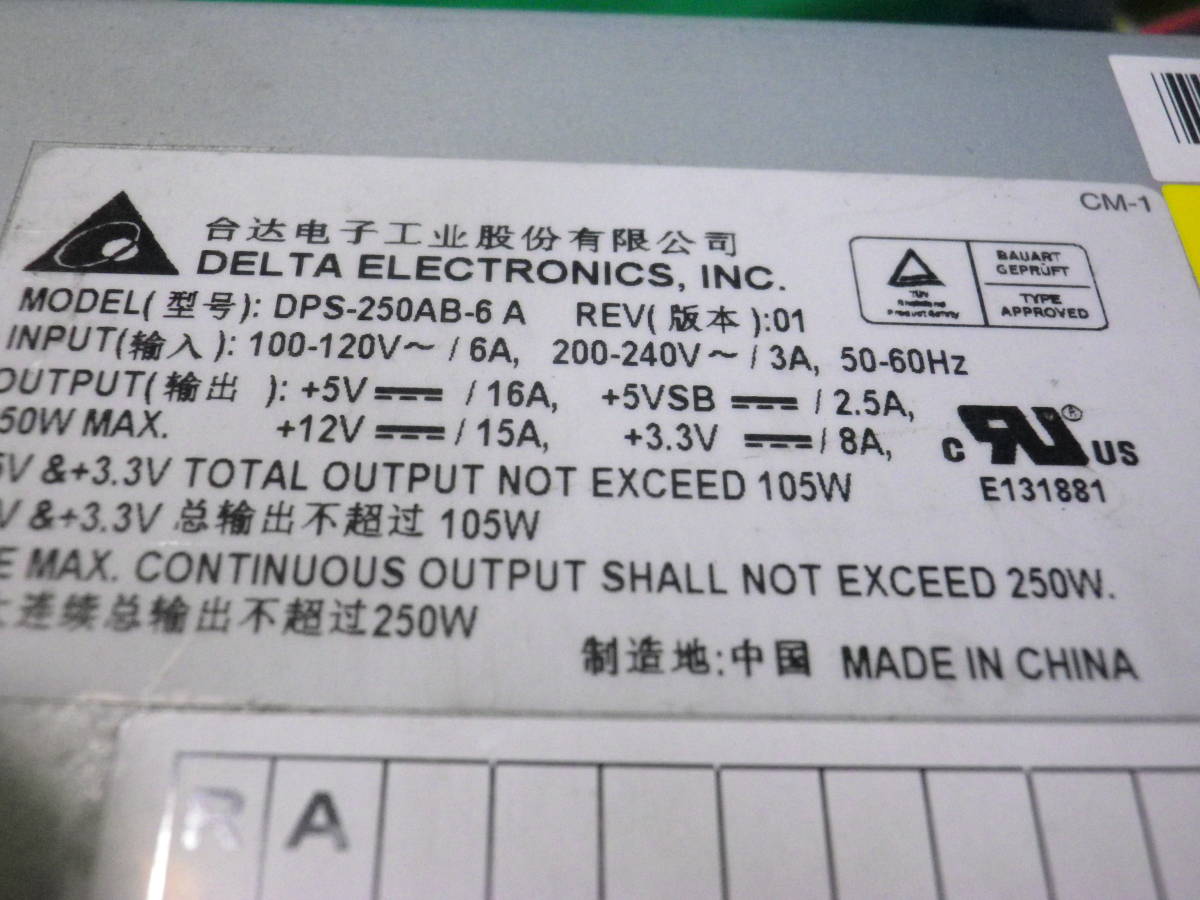 CM-1
台达电子工业股份有限公司
DELTA ELECTRONICS, INC.
BAUART
GEPRÜFT
TÜV
TYPE
APPROVED
MODEL(型号): DPS-250AB-6 A REV(版本):01
INPUT(输入): 100-120V～/6A, 200-240V～/3A, 50-60Hz
OUTPUT(输出): +5V⎓/16A, +5VSB⎓/2.5A,
50W MAX. +12V⎓/15A, +3.3V⎓/8A,
C UR ® US
E131881
5V &+3.3V TOTAL OUTPUT NOT EXCEED 105W
V &+3.3V 总输出不超过 105W
E MAX. CONTINUOUS OUTPUT SHALL NOT EXCEED 250W.
连续总输出不超过250W
制造地:中国 MADE IN CHINA
R A